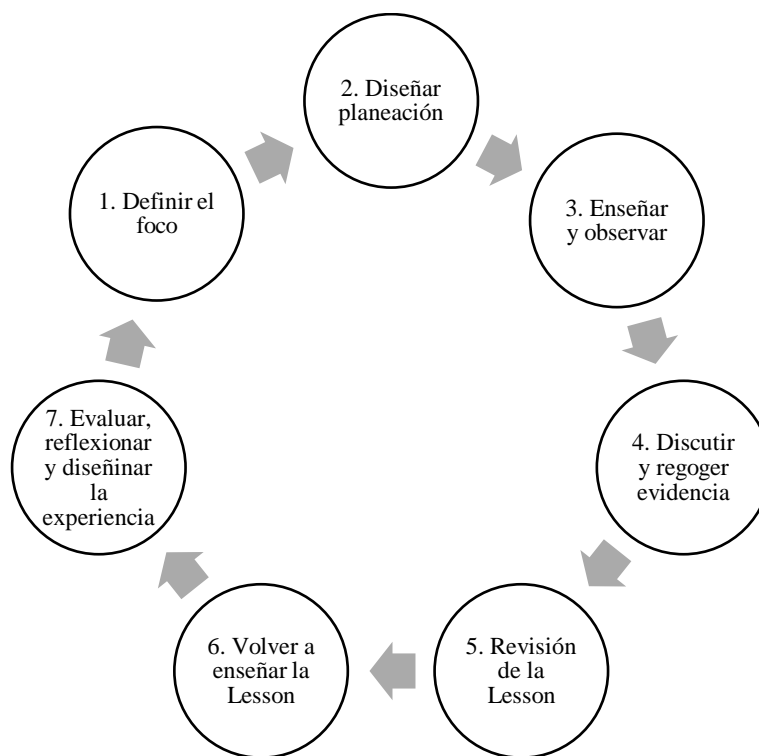 1. Definir el
foco
2. Diseñar
planeación
3. Enseñar
y observar
4. Discutir
y regoger
evidencia
5. Revisión
de la
Lesson
6. Volver a
enseñar la
Lesson
7. Evaluar,
reflexionar
y diseñinar
la
experiencia